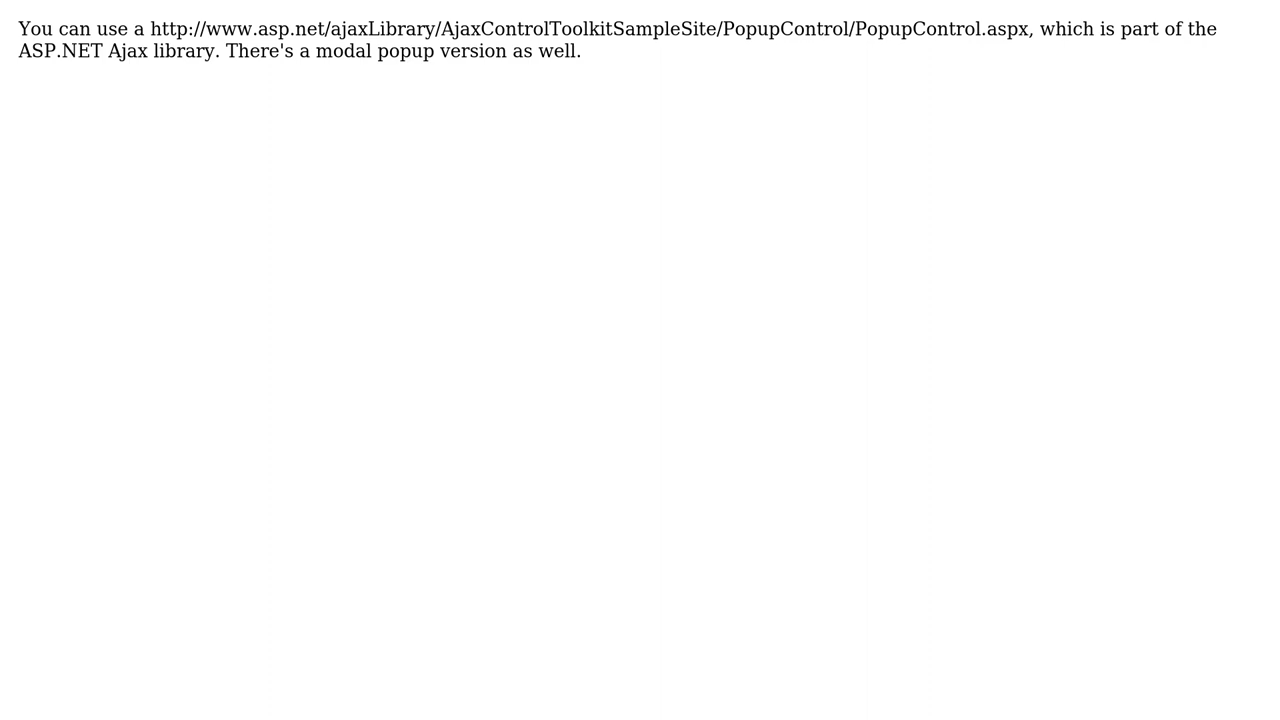 You can use a http://www.asp.net/ajaxLibrary/AjaxControlToolkitSampleSite/PopupControl/PopupControl.aspx, which is part of the
ASP.NET Ajax library. There's a modal popup version as well.